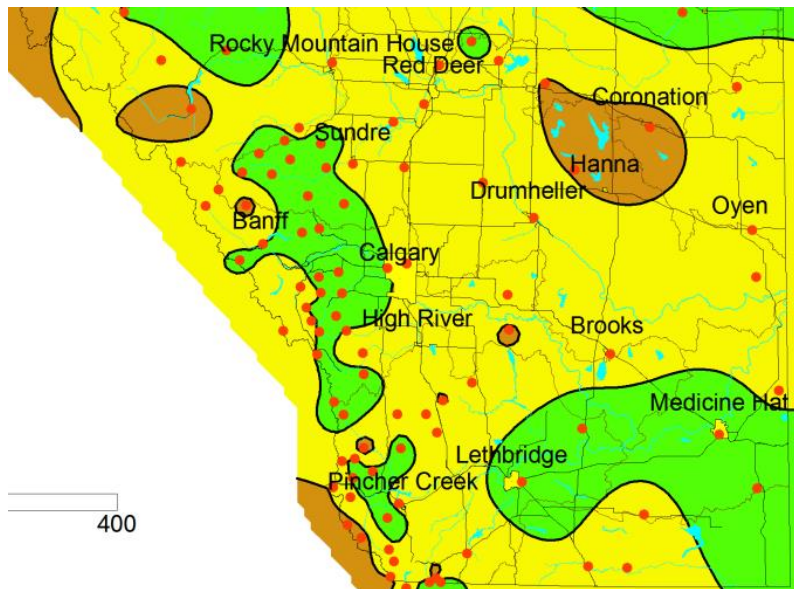 Rocky Mountain House
Red Deer
Coronation
Sundre
Hanna
Drumheller
Banff
Oyen
Calgary
High River
Brooks
Medicine Hat
Lethbridge
Pincher Creek
400